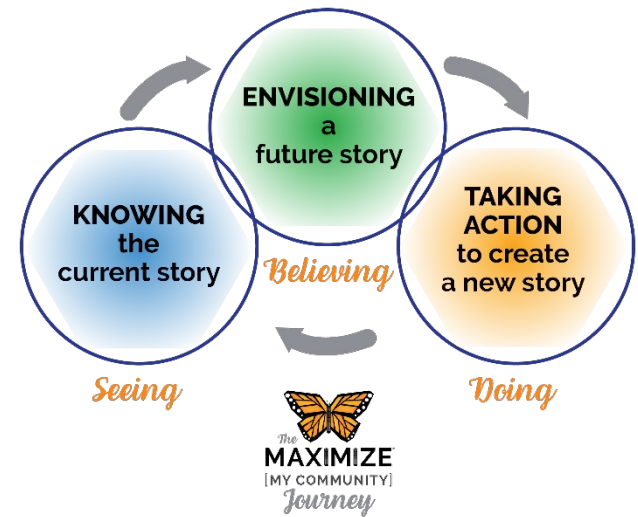 KNOWING
the
current story
Seeing
ENVISIONING
a
future story
Believing
TAKING
ACTION
to create
a new story
Doing
The
MAXIMIZE™
[MY COMMUNITY]
Journey